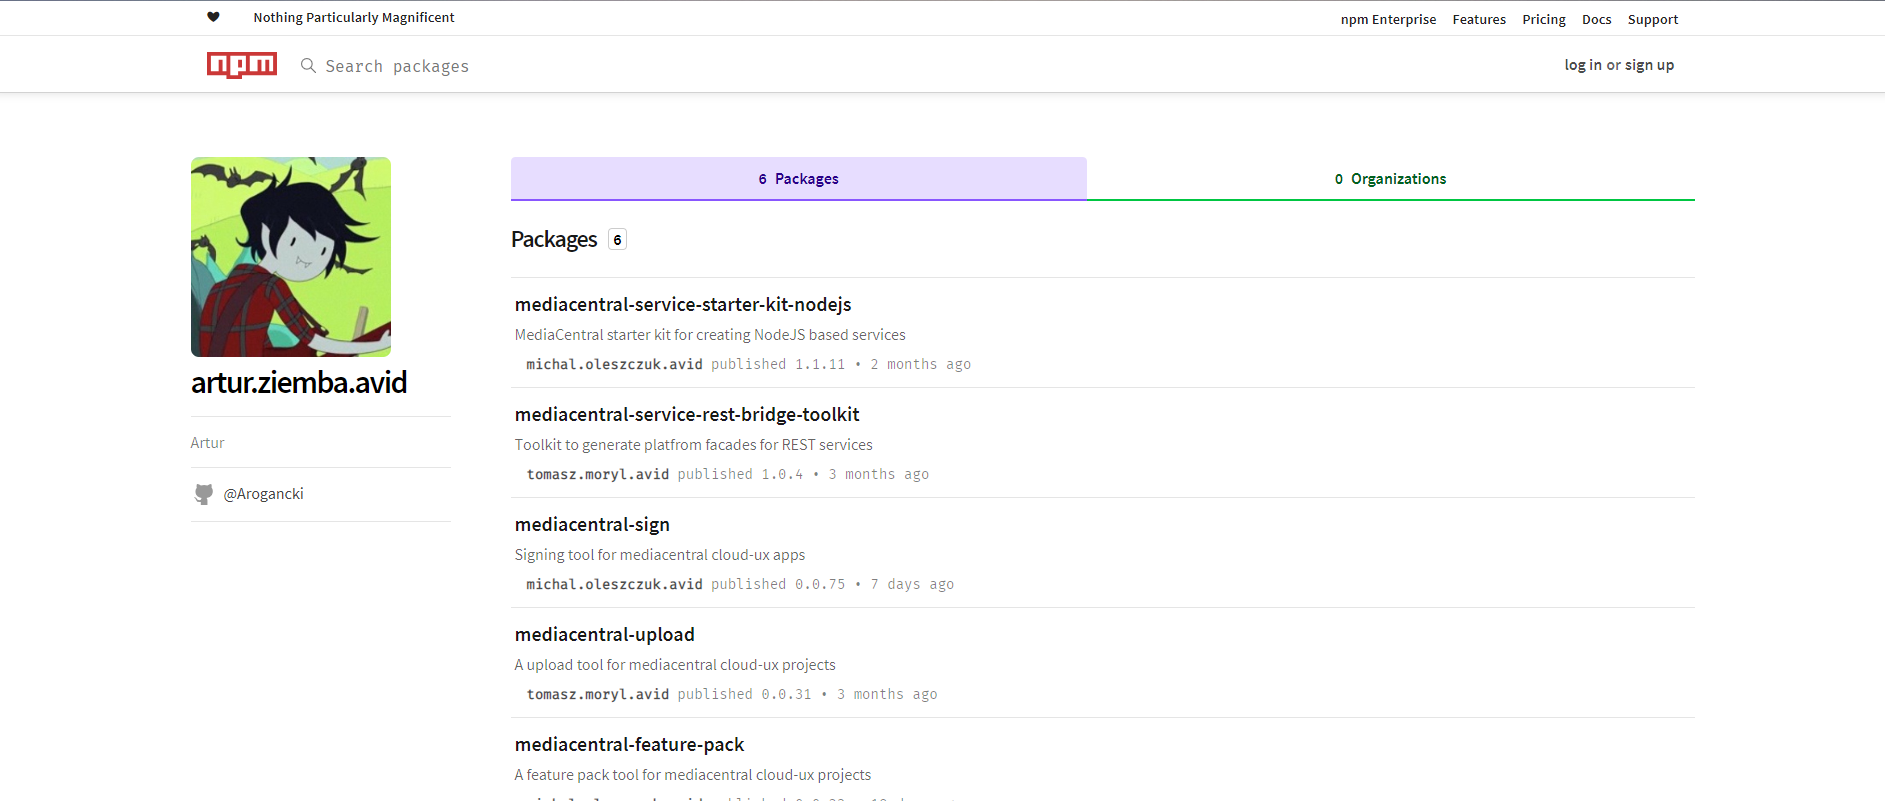 Nothing Particularly Magnificent
npm Enterprise Features Pricing Docs Support
npm Search packages
log in or sign up
6 Packages
0 Organizations
Packages 6
artur.ziemba.avid
Artur
@Arogancki
mediacentral-service-starter-kit-nodejs
MediaCentral starter kit for creating NodeJS based services
michal.oleszczuk.avid published 1.1.11 • 2 months ago
mediacentral-service-rest-bridge-toolkit
Toolkit to generate platfrom facades for REST services
tomasz.moryl.avid published 1.0.4 • 3 months ago
mediacentral-sign
Signing tool for mediacentral cloud-ux apps
michal.oleszczuk.avid published 0.0.75 • 7 days ago
mediacentral-upload
A upload tool for mediacentral cloud-ux projects
tomasz.moryl.avid published 0.0.31 • 3 months ago
mediacentral-feature-pack
A feature pack tool for mediacentral cloud-ux projects